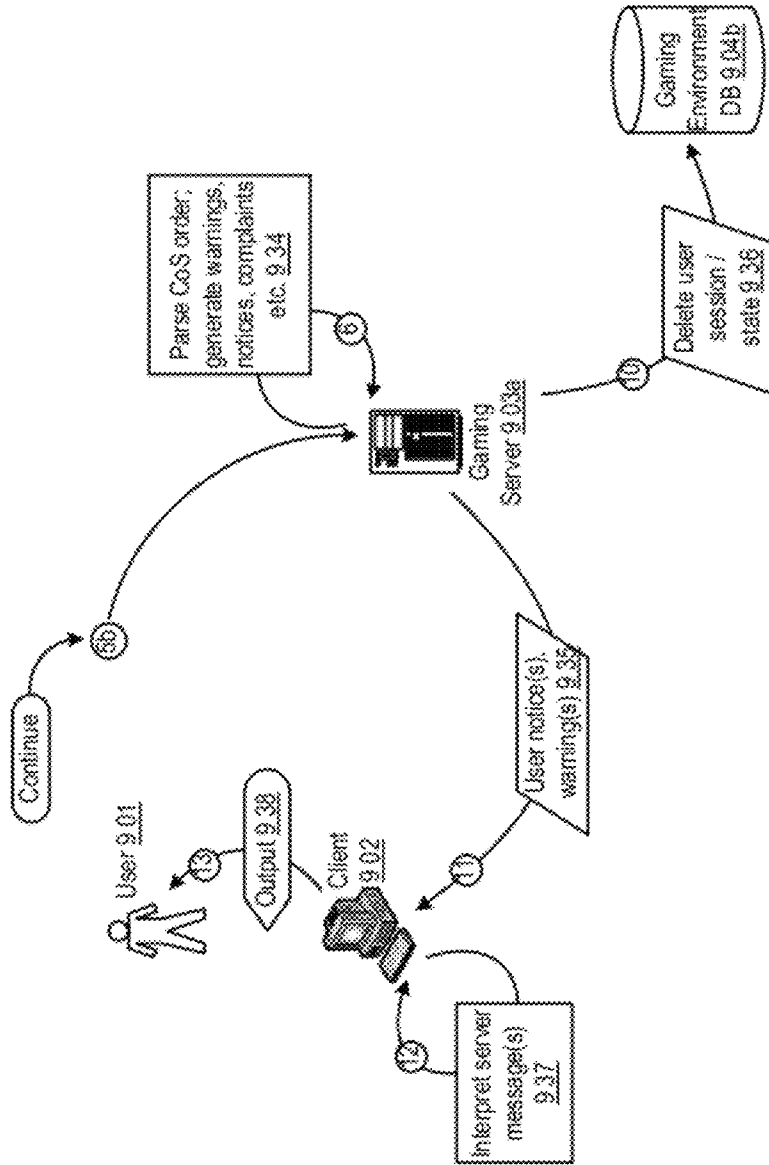 Continue
5b
Parse CoS order;
generate warnings,
notices, complaints
etc. 9.34
User 9.01
13
Output 9.38
Client
9.02
Gaming
Server 9.03a
12
Interpret server
message(s)
9.37
11
User notice(s),
warning(s) 9.35
10
Delete user
session /
state 9.36
Gaming
Environment
DB 9.04b